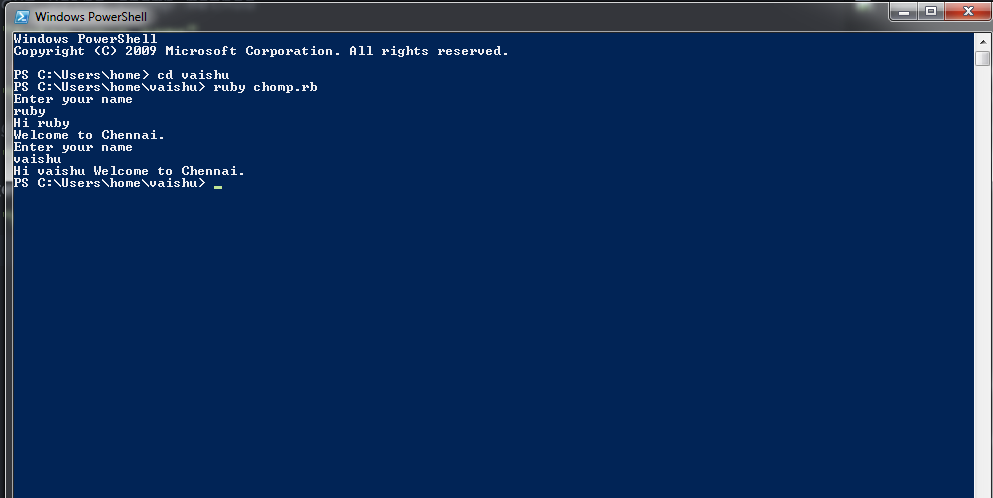 Windows PowerShell
Windows PowerShell
Copyright (C) 2009 Microsoft Corporation. All rights reserved.
PS C:\Users\home> cd vaishu
PS C:\Users\home\vaishu> ruby chomp.rb
Enter your name
ruby
Hi ruby
Welcome to Chennai.
Enter your name
vaishu
Hi vaishu Welcome to Chennai.
PS C:\Users\home\vaishu>